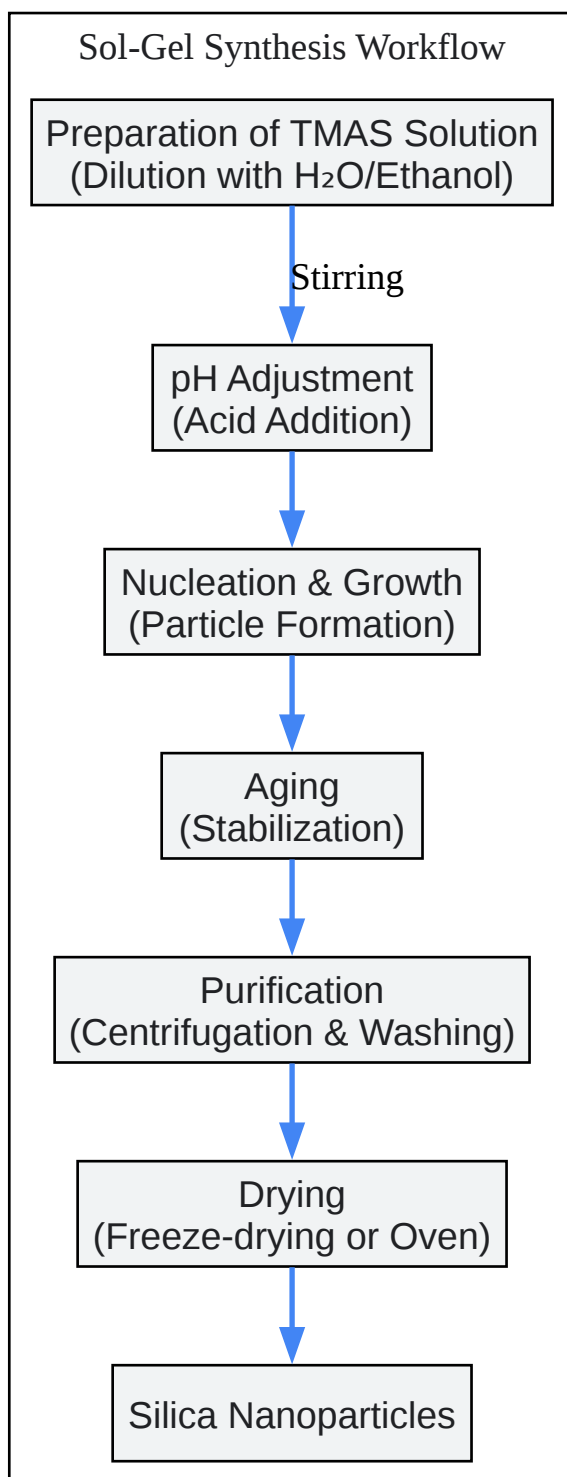 Sol-Gel Synthesis Workflow
Preparation of TMAS Solution
(Dilution with H₂O/Ethanol)
Stirring
pH Adjustment
(Acid Addition)
Nucleation & Growth
(Particle Formation)
Aging
(Stabilization)
Purification
(Centrifugation & Washing)
Drying
(Freeze-drying or Oven)
Silica Nanoparticles